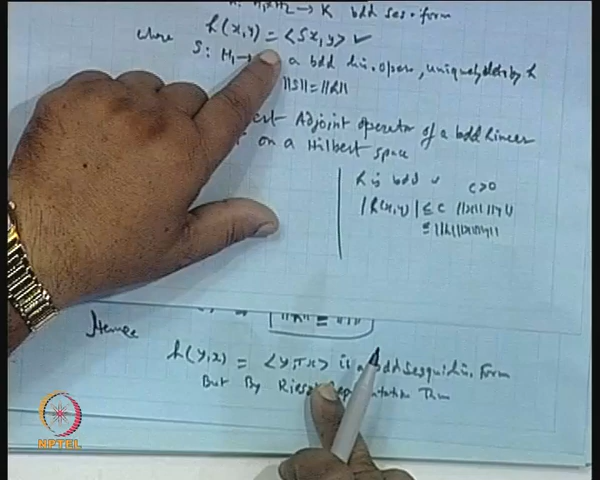 H₁×H₂ → K bdd ses. form
where h(x,y) = <Sx,y> ✓
S: H₁→ a bdd lin. oper, uniquely det by h
||S|| = ||h||
Adjoint operator of a bdd linear
on a Hilbert space
h is bdd c>0
|h(x,y)| ≤ c ||x|| ||y||
≤ ||h|| ||x|| ||y||
Hence
h(y,x) = <y,Tx> is a bdd sesquilin. form
But By Riesz Representation Thm
NPTEL